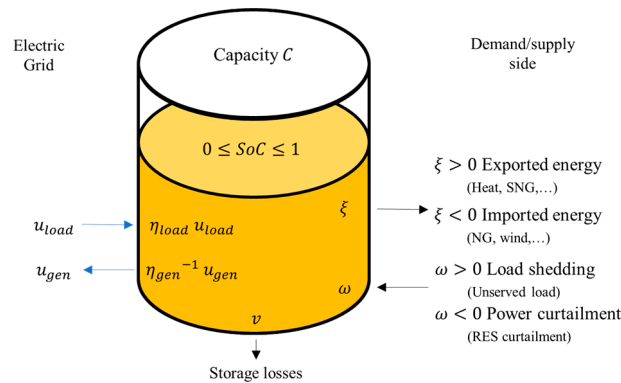 Electric
Grid
Capacity C
Demand/supply
side
0 ≤ SoC ≤ 1
ξ > 0 Exported energy
(Heat, SNG,…)
ξ
ξ < 0 Imported energy
(NG, wind,…)
u_load
η_load u_load
u_gen
η_gen⁻¹ u_gen
ω
ω > 0 Load shedding
(Unserved load)
ω < 0 Power curtailment
(RES curtailment)
v
Storage losses